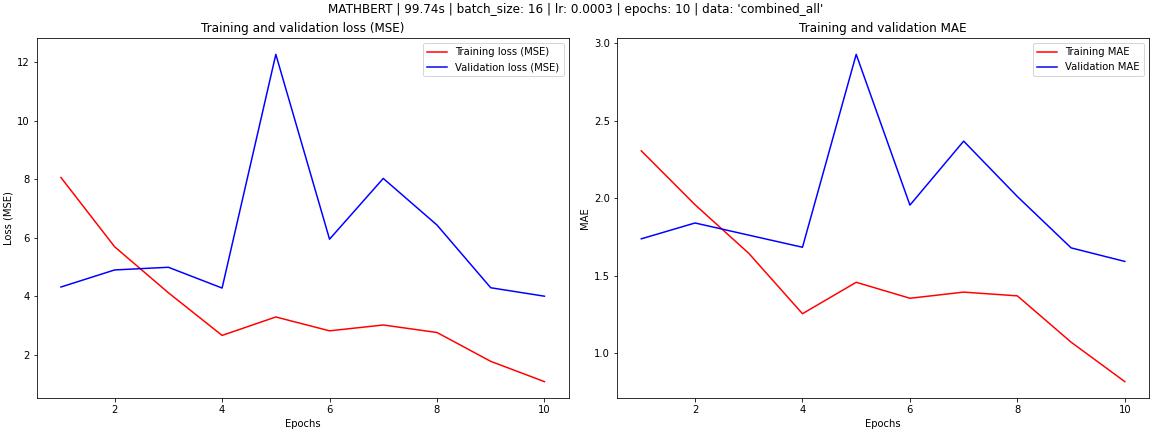 MATHBERT | 99.74s | batch_size: 16 | lr: 0.0003 | epochs: 10 | data: 'combined_all'
Training and validation loss (MSE)
Training loss (MSE)
Validation loss (MSE)
12
10
8
6
4
2
Loss (MSE)
2 4 6 8 10
Epochs
Training and validation MAE
Training MAE
Validation MAE
3.0
2.5
2.0
1.5
1.0
MAE
2 4 6 8 10
Epochs